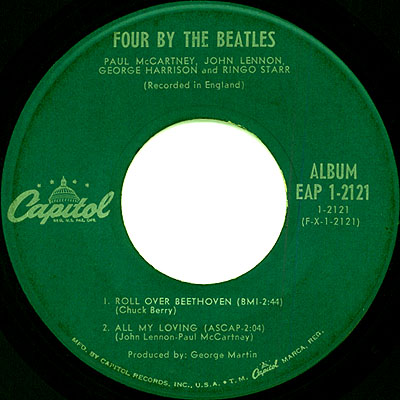 FOUR BY THE BEATLES
PAUL McCARTNEY, JOHN LENNON,
GEORGE HARRISON and RINGO STARR
(Recorded in England)
Capitol
ALBUM
EAP 1-2121
1-2121
(F-X-1-2121)
1. ROLL OVER BEETHOVEN (BMI-2:44)
(Chuck Berry)
2. ALL MY LOVING (ASCAP-2:04)
(John Lennon-Paul McCartney)
Produced by: George Martin
MFD. BY CAPITOL RECORDS, INC., U.S.A. • T.M. Capitol MARCA. REG.